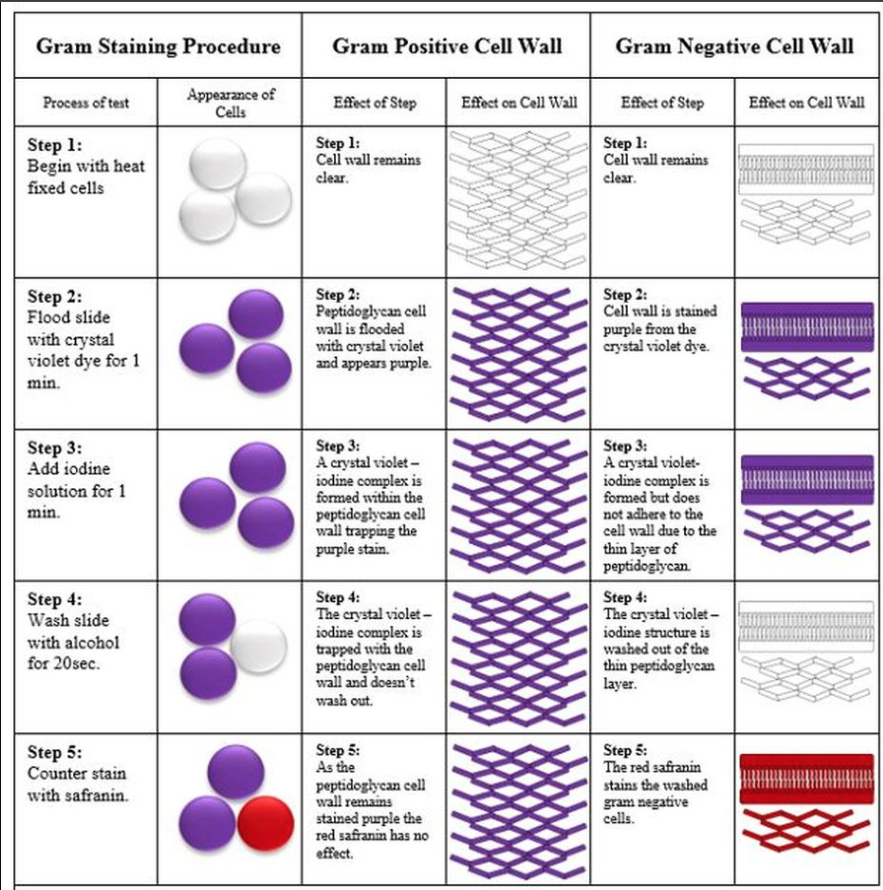 Gram Staining Procedure
Gram Positive Cell Wall
Gram Negative Cell Wall
Process of test
Appearance of
Cells
Effect of Step
Effect on Cell Wall
Effect of Step
Effect on Cell Wall
Step 1:
Begin with heat
fixed cells
Step 1:
Cell wall remains
clear.
Step 1:
Cell wall remains
clear.
Step 2:
Flood slide
with crystal
violet dye for 1
min.
Step 2:
Peptidoglycan cell
wall is flooded
with crystal violet
and appears purple.
Step 2:
Cell wall is stained
purple from the
crystal violet dye.
Step 3:
Add iodine
solution for 1
min.
Step 3:
A crystal violet –
iodine complex is
formed within the
peptidoglycan cell
wall trapping the
purple stain.
Step 3:
A crystal violet-
iodine complex is
formed but does
not adhere to the
cell wall due to the
thin layer of
peptidoglycan.
Step 4:
Wash slide
with alcohol
for 20sec.
Step 4:
The crystal violet –
iodine complex is
trapped with the
peptidoglycan cell
wall and doesn’t
wash out.
Step 4:
The crystal violet –
iodine structure is
washed out of the
thin peptidoglycan
layer.
Step 5:
Counter stain
with safranin.
Step 5:
As the
peptidoglycan cell
wall remains
stained purple the
red safranin has no
effect.
Step 5:
The red safranin
stains the washed
gram negative
cells.